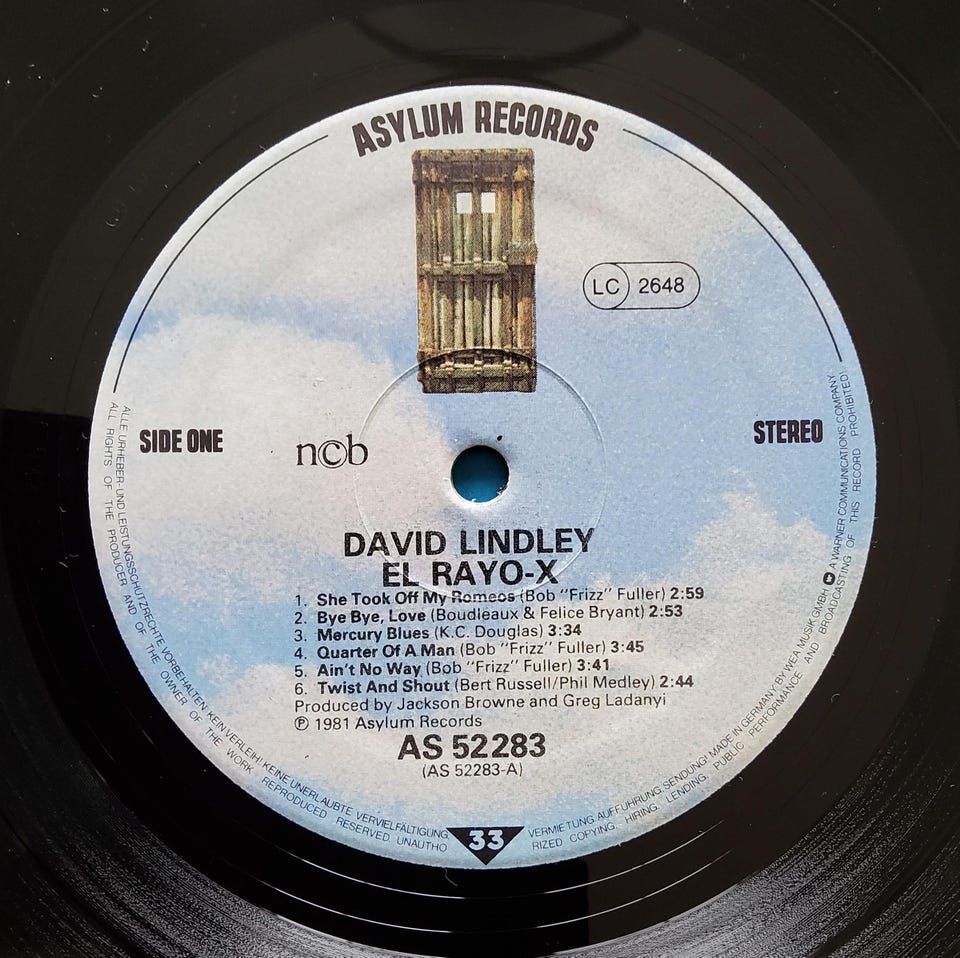 ASYLUM RECORDS
LC 2648
SIDE ONE
ncb
STEREO
DAVID LINDLEY
EL RAYO-X
1. She Took Off My Romeos (Bob "Frizz" Fuller) 2:59
2. Bye Bye, Love (Boudleaux & Felice Bryant) 2:53
3. Mercury Blues (K.C. Douglas) 3:34
4. Quarter Of A Man (Bob "Frizz" Fuller) 3:45
5. Ain't No Way (Bob "Frizz" Fuller) 3:41
6. Twist And Shout (Bert Russell/Phil Medley) 2:44
Produced by Jackson Browne and Greg Ladanyi
℗ 1981 Asylum Records
AS 52283
(AS 52283-A)
33
ALLE URHEBER- UND LEISTUNGSSCHUTZRECHTE VORBEHALTEN KEIN VERLEIH! KEINE UNERLAUBTE VERVIELFÄLTIGUNG, VERMIETUNG, AUFFÜHRUNG, SENDUNG! MADE IN GERMANY BY WEA MUSIK GMBH A WARNER COMMUNICATIONS COMPANY
ALL RIGHTS OF THE PRODUCER AND OF THE OWNER OF THE WORK REPRODUCED RESERVED. UNAUTHORIZED COPYING, HIRING, LENDING, PUBLIC PERFORMANCE AND BROADCASTING OF THIS RECORD PROHIBITED!